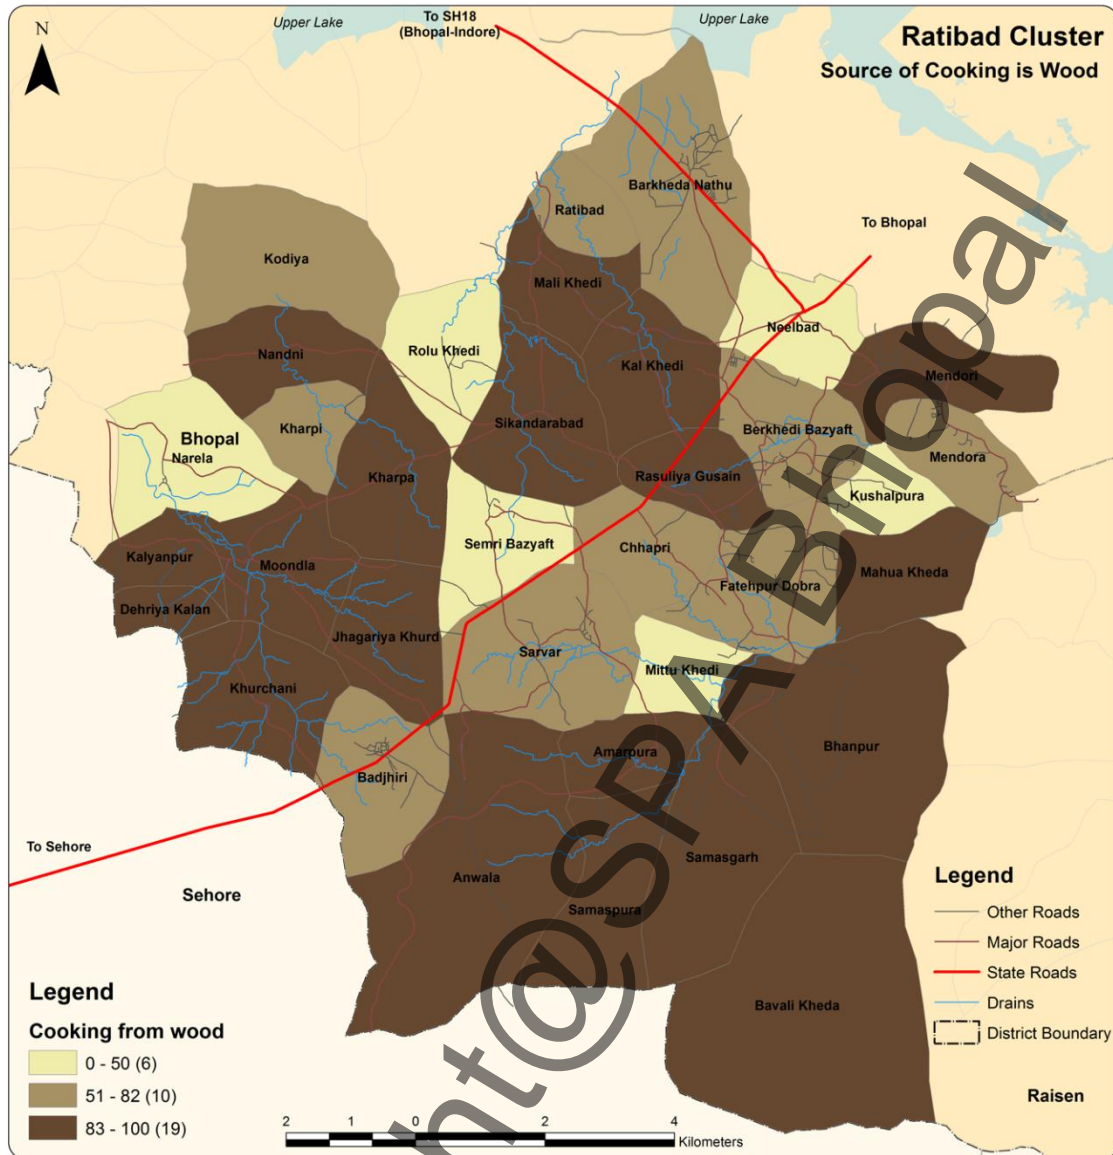 Upper Lake
To SH18
(Bhopal-Indore)
Upper Lake
N
Ratibad Cluster
Source of Cooking is Wood
Barkheda Nathu
Ratibad
To Bhopal
Kodiya
Mali Khedi
Neelbad
Nandni
Rolu Khedi
Kal Khedi
Mendori
Kharpi
Sikandarabad
Berkhedi Bazyaft
Bhopal
Narela
Mendora
Kharpa
Rasuliya Gusain
Kushalpura
Semri Bazyaft
Chhapri
Kalyanpur
Moondla
Mahua Kheda
Fatehpur Dobra
Dehriya Kalan
Jhagariya Khurd
Sarvar
Mittu Khedi
Khurchani
Amarpura
Bhanpur
Badjhiri
To Sehore
Samasgarh
Anwala
Sehore
Samaspura
Legend
Other Roads
Major Roads
State Roads
Drains
District Boundary
Bavali Kheda
Raisen
Legend
Cooking from wood
0 - 50 (6)
51 - 82 (10)
83 - 100 (19)
2 1 0 2 4
Kilometers
nt@SPA Bhopal